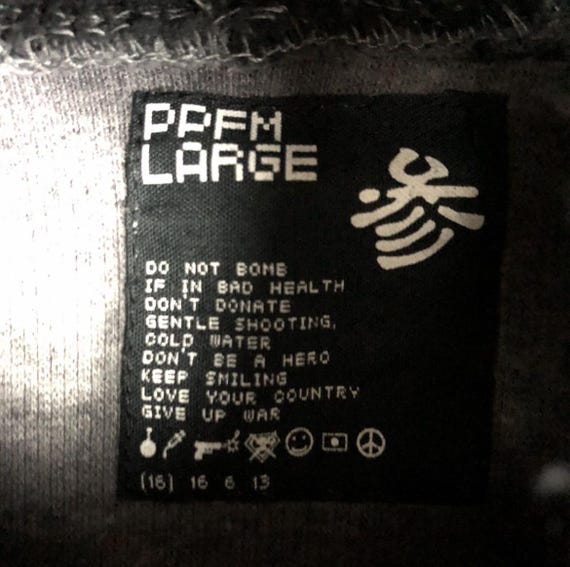 PPFM
LARGE
参
DO NOT BOMB
IF IN BAD HEALTH
DON'T DONATE
GENTLE SHOOTING,
COLD WATER
DON'T BE A HERO
KEEP SMILING
LOVE YOUR COUNTRY
GIVE UP WAR
(16) 16 6 13